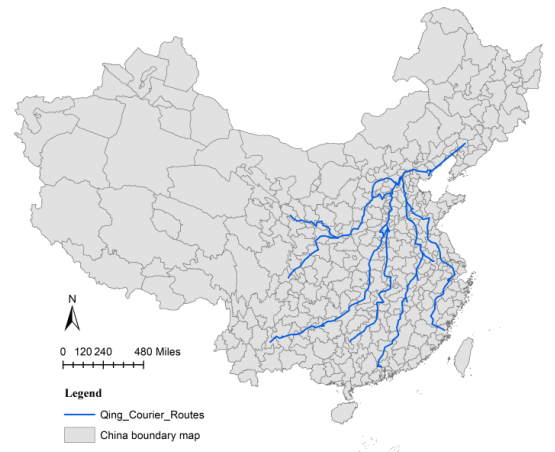 N
0 120 240 480 Miles
Legend
Qing_Courier_Routes
China boundary map